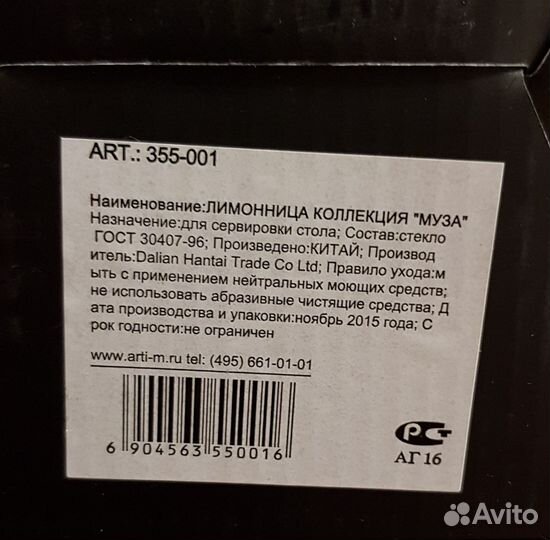 ART.: 355-001
Наименование:ЛИМОННИЦА КОЛЛЕКЦИЯ "МУЗА"
Назначение:для сервировки стола; Состав:стекло
ГОСТ 30407-96; Произведено:КИТАЙ; Производ
итель:Dalian Hantai Trade Co Ltd; Правило ухода:м
ыть с применением нейтральных моющих средств;
не использовать абразивные чистящие средства; Д
ата производства и упаковки:ноябрь 2015 года; С
рок годности:не ограничен
www.arti-m.ru tel: (495) 661-01-01
6 904563 550016
РСТ
АГ 16
Avito